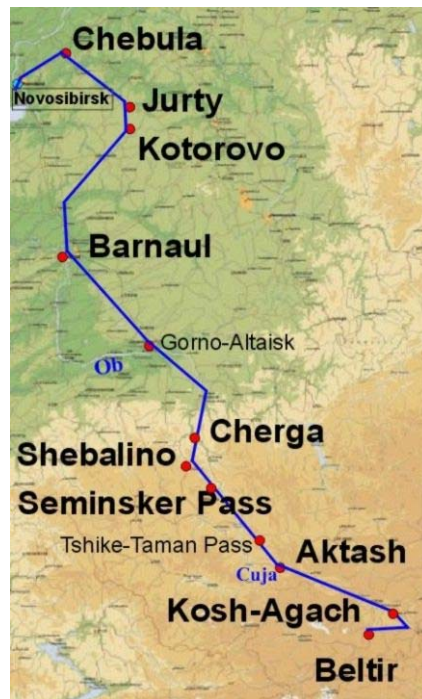 Chebula
Novosibirsk
Jurty
Kotorovo
Barnaul
Gorno-Altaisk
Ob
Cherga
Shebalino
Seminsker Pass
Tshike-Taman Pass
Aktash
Cuja
Kosh-Agach
Beltir